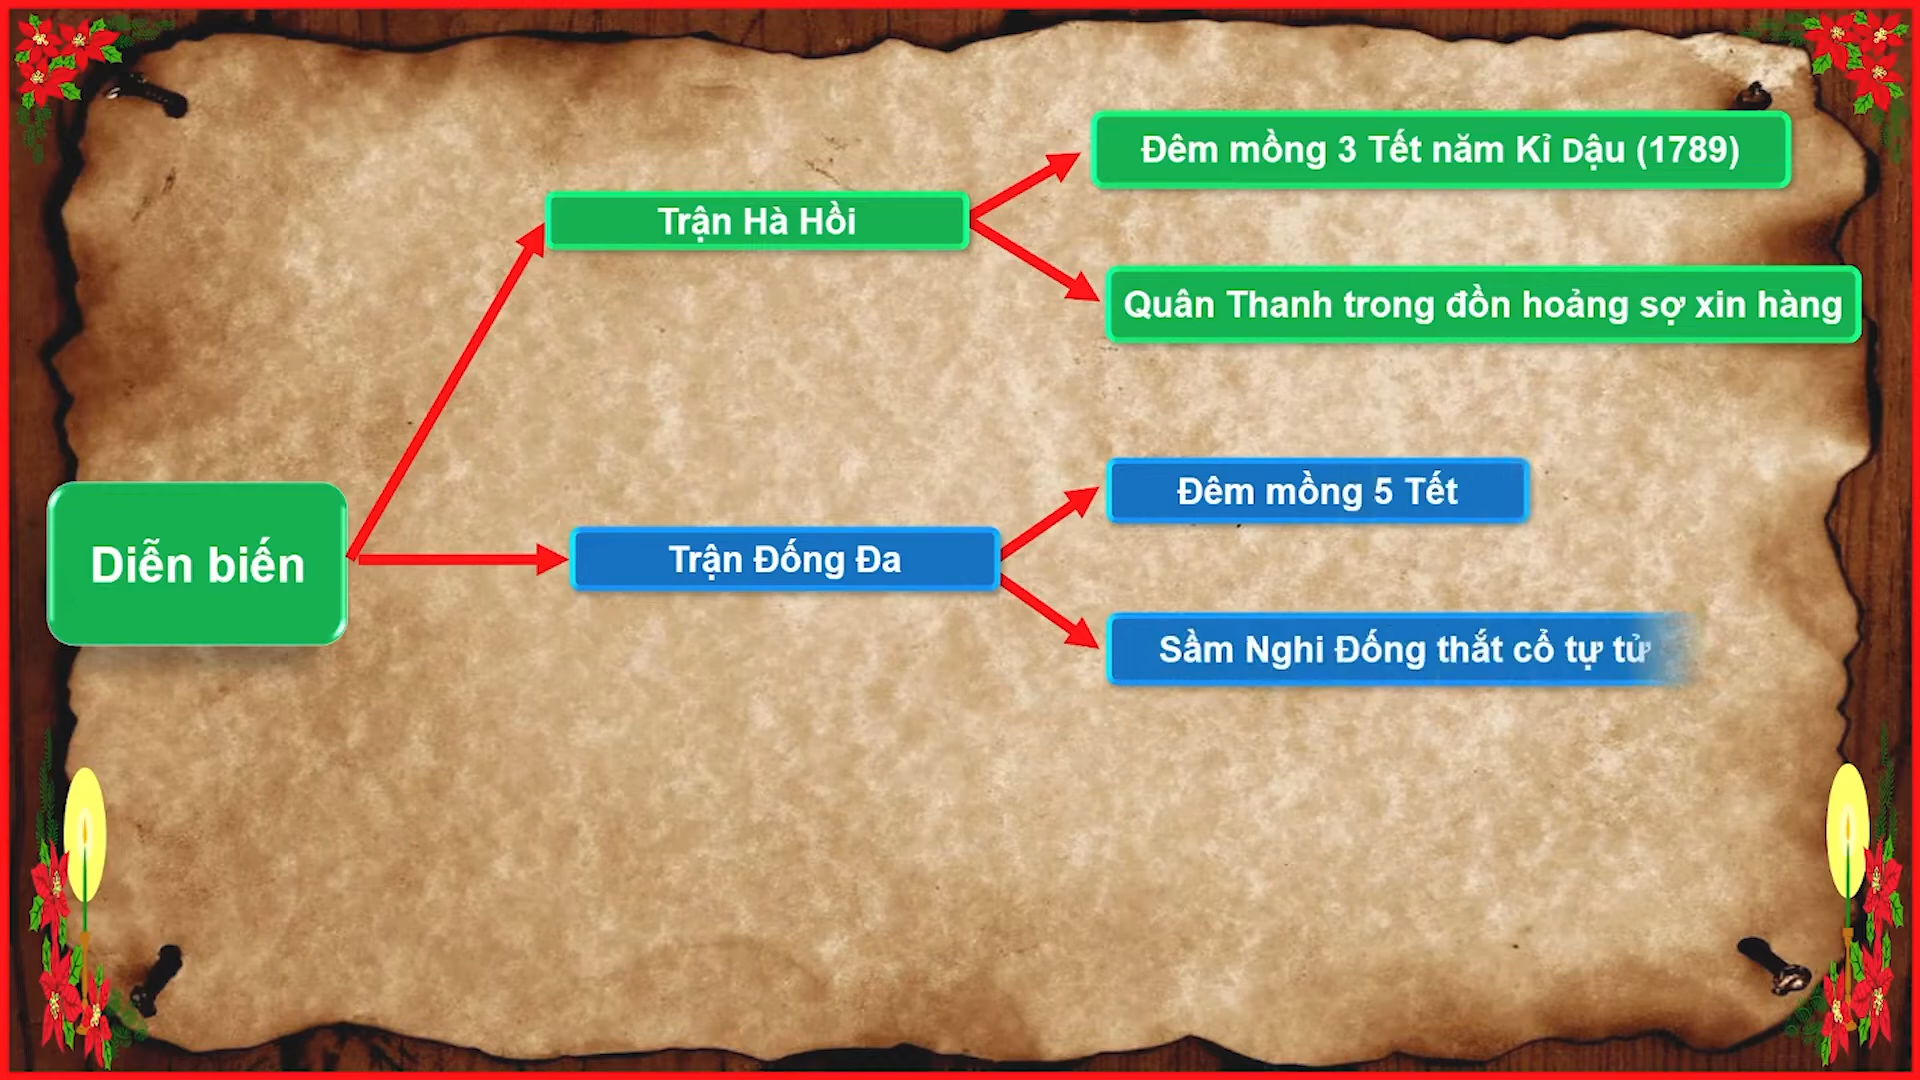 Đêm mồng 3 Tết năm Kỉ Dậu (1789)
Trận Hà Hồi
Quân Thanh trong đồn hoảng sợ xin hàng
Đêm mồng 5 Tết
Diễn biến
Trận Đống Đa
Sầm Nghi Đống thắt cổ tự tử